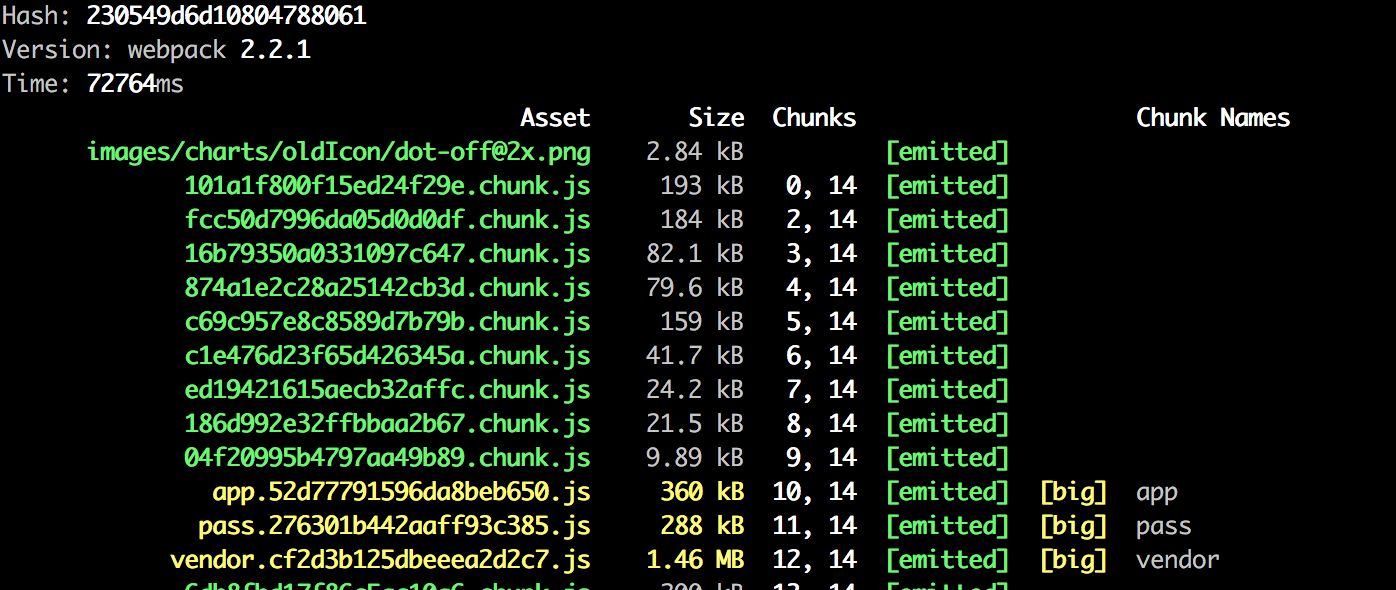 Hash: 230549d6d10804788061
Version: webpack 2.2.1
Time: 72764ms
Asset Size Chunks Chunk Names
images/charts/oldIcon/dot-off@2x.png 2.84 kB [emitted]
101a1f800f15ed24f29e.chunk.js 193 kB 0, 14 [emitted]
fcc50d7996da05d0d0df.chunk.js 184 kB 2, 14 [emitted]
16b79350a0331097c647.chunk.js 82.1 kB 3, 14 [emitted]
874a1e2c28a25142cb3d.chunk.js 79.6 kB 4, 14 [emitted]
c69c957e8c8589d7b79b.chunk.js 159 kB 5, 14 [emitted]
c1e476d23f65d426345a.chunk.js 41.7 kB 6, 14 [emitted]
ed19421615aecb32affc.chunk.js 24.2 kB 7, 14 [emitted]
186d992e32ffbbaa2b67.chunk.js 21.5 kB 8, 14 [emitted]
04f20995b4797aa49b89.chunk.js 9.89 kB 9, 14 [emitted]
app.52d77791596da8beb650.js 360 kB 10, 14 [emitted] [big] app
pass.276301b442aaff93c385.js 288 kB 11, 14 [emitted] [big] pass
vendor.cf2d3b125dbeeea2d2c7.js 1.46 MB 12, 14 [emitted] [big] vendor